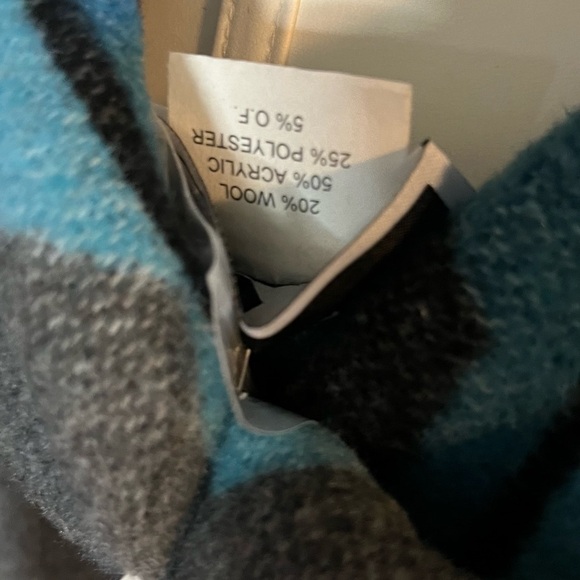 20% WOOL
50% ACRYLIC
25% POLYESTER
5% O.F.